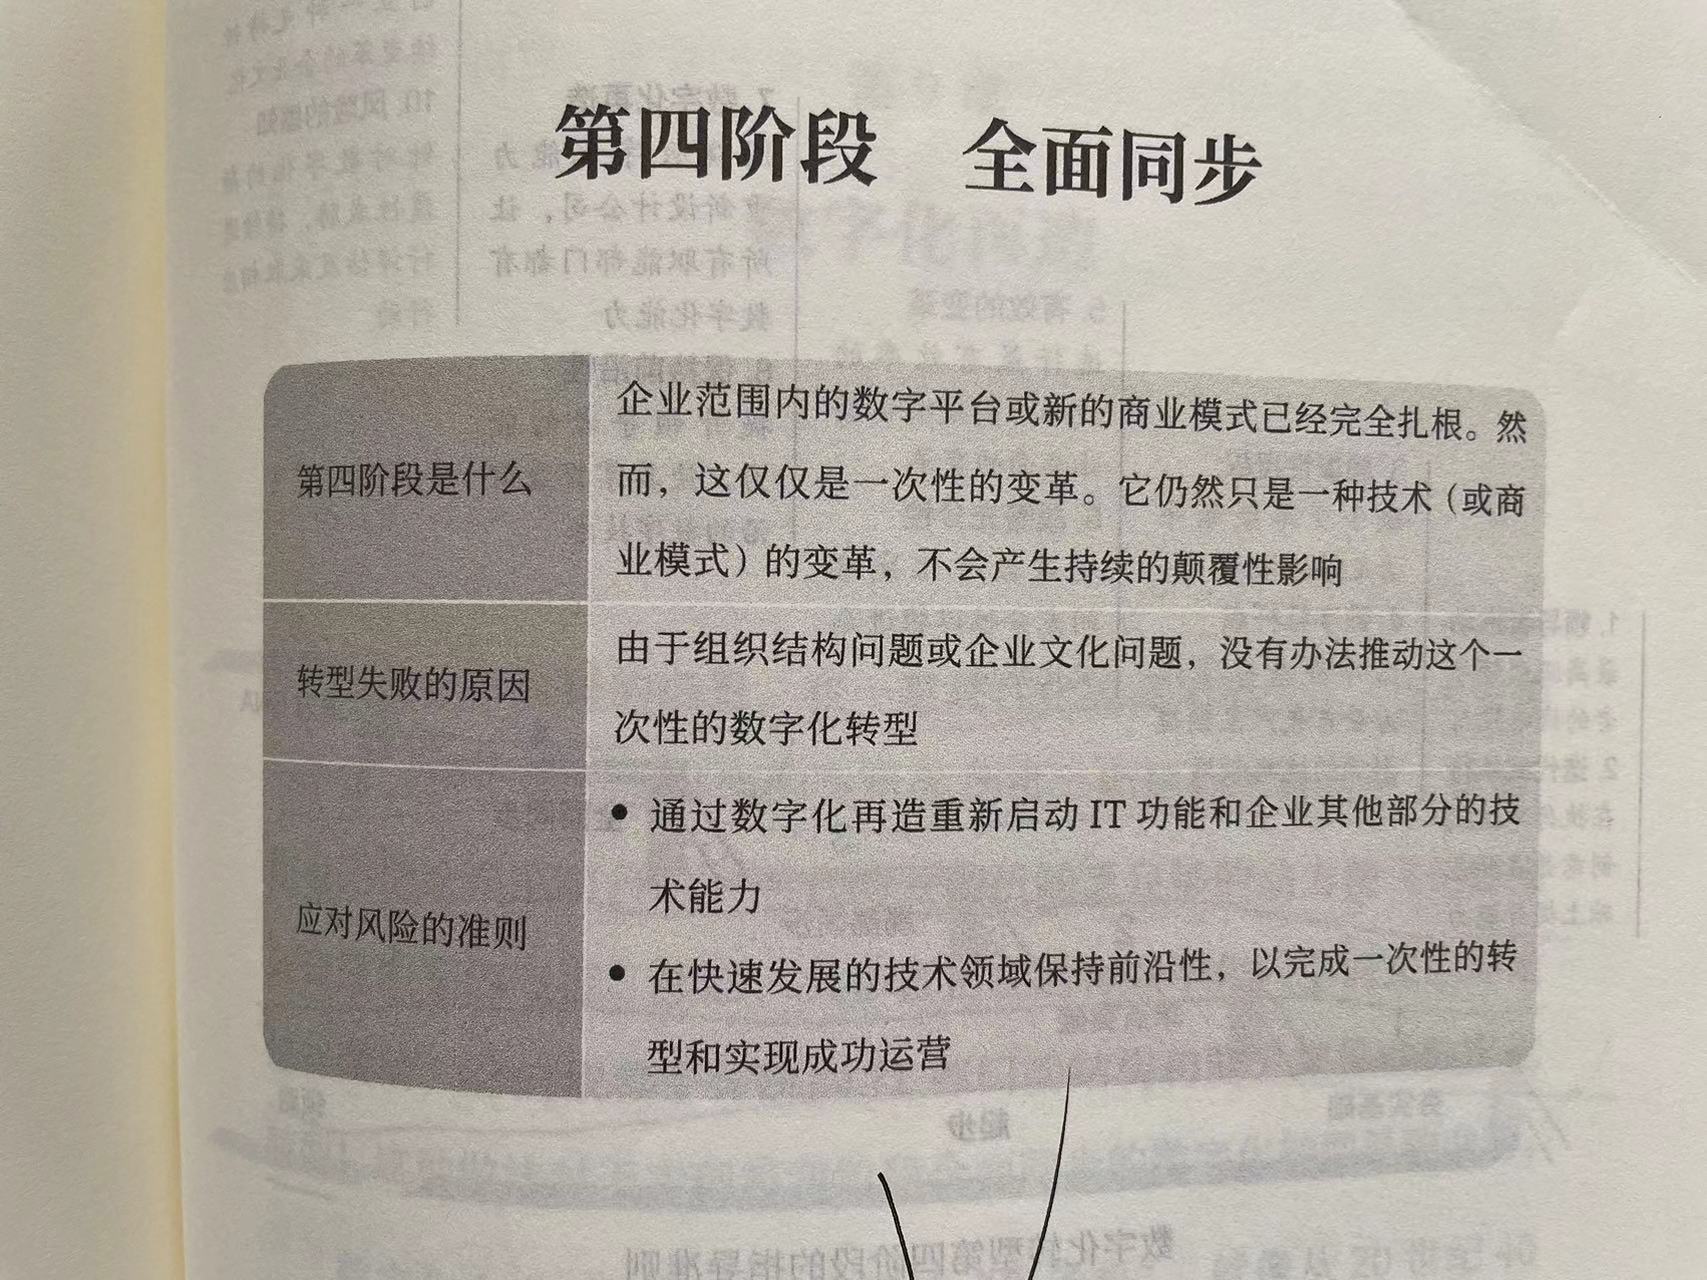 第四阶段 全面同步
第四阶段是什么
企业范围内的数字平台或新的商业模式已经完全扎根。然
而，这仅仅是一次性的变革。它仍然只是一种技术（或商
业模式）的变革，不会产生持续的颠覆性影响
转型失败的原因
由于组织结构问题或企业文化问题，没有办法推动这个一
次性的数字化转型
应对风险的准则
● 通过数字化再造重新启动 IT 功能和企业其他部分的技
术能力
● 在快速发展的技术领域保持前沿性，以完成一次性的转
型和实现成功运营